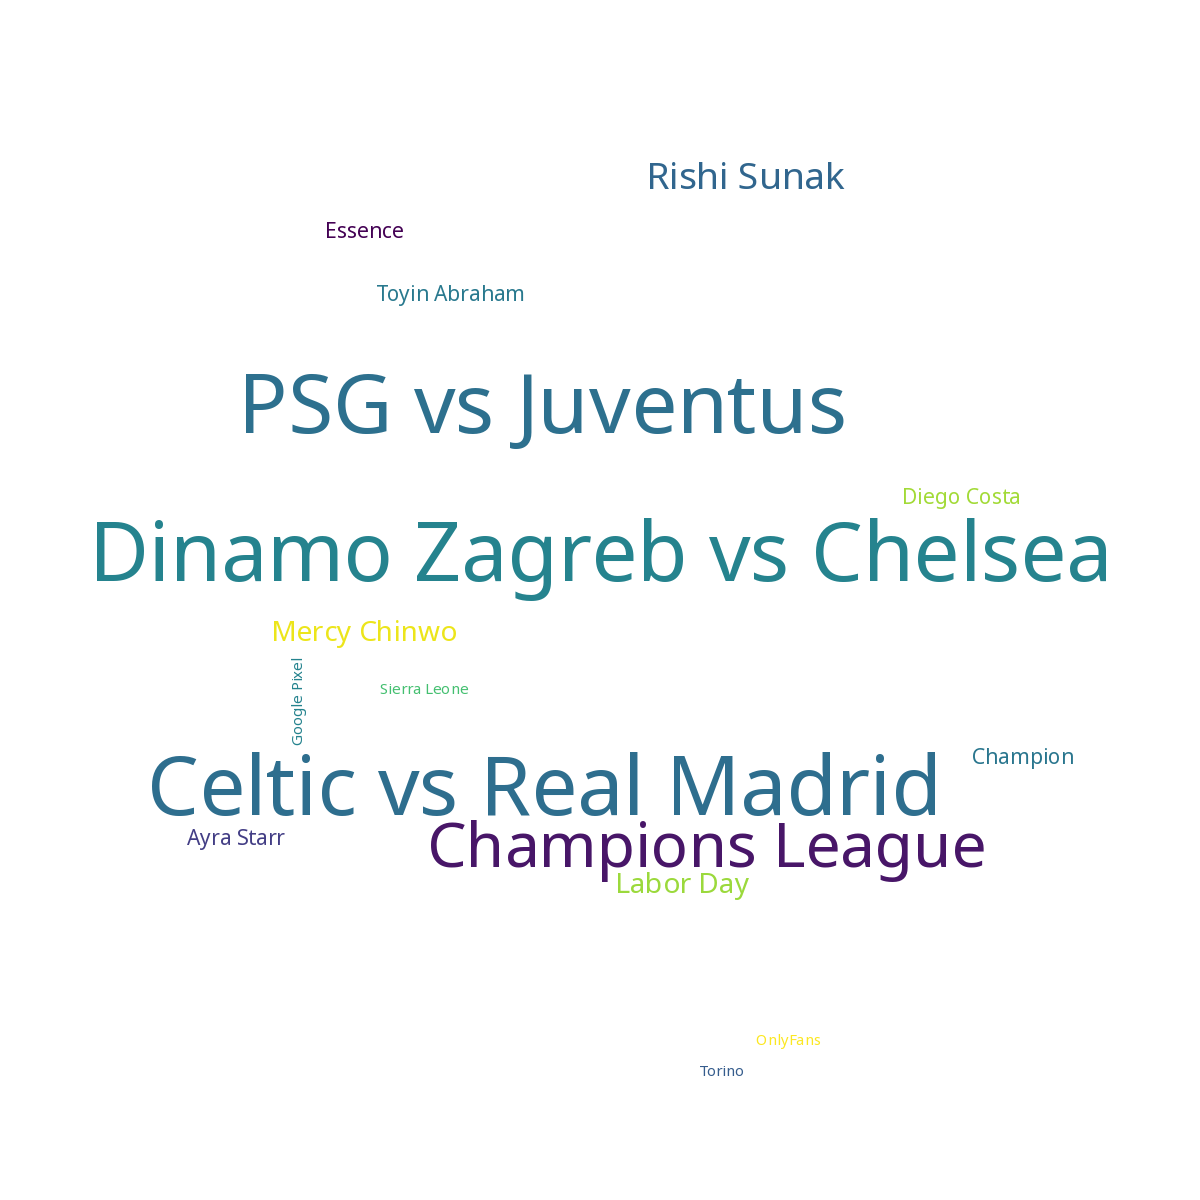 Rishi Sunak
Essence
Toyin Abraham
PSG vs Juventus
Diego Costa
Dinamo Zagreb vs Chelsea
Mercy Chinwo
Google Pixel
Sierra Leone
Celtic vs Real Madrid
Champion
Ayra Starr
Champions League
Labor Day
OnlyFans
Torino